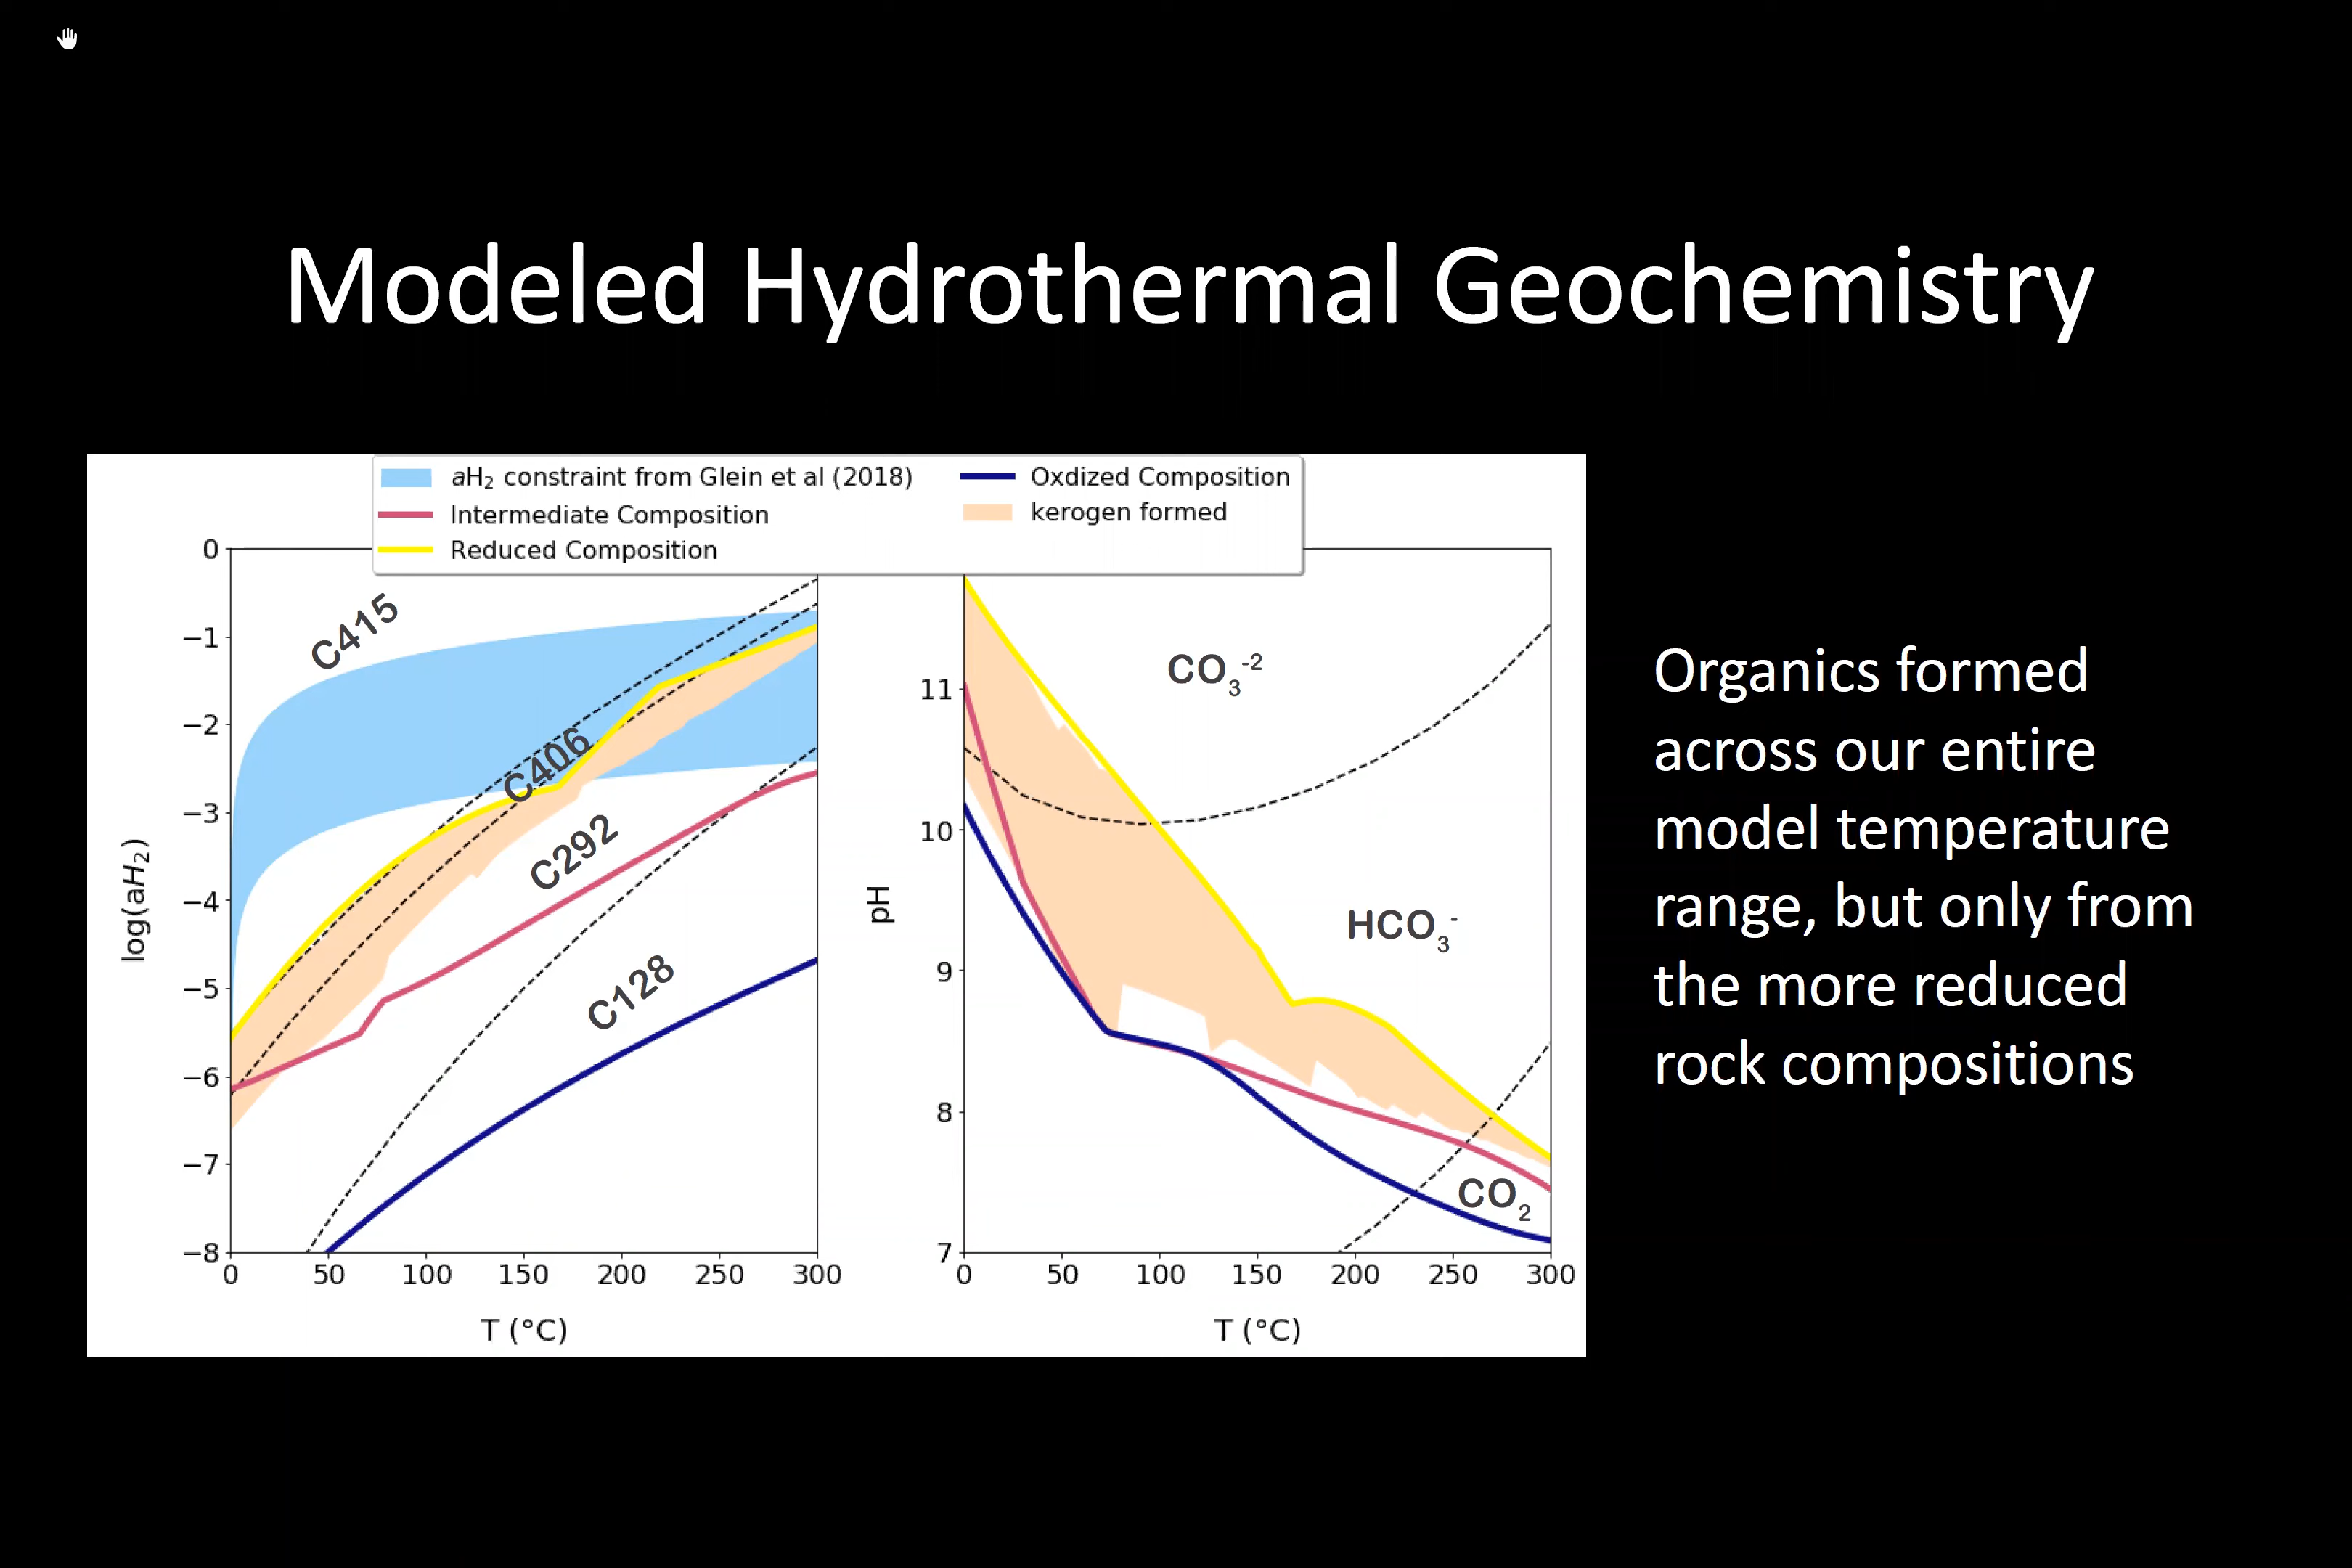 Modeled Hydrothermal Geochemistry
aH₂ constraint from Glein et al (2018)
Intermediate Composition
Reduced Composition
Oxdized Composition
kerogen formed
log(aH₂)
0
−1
−2
−3
−4
−5
−6
−7
−8
C415
C406
C292
C128
0 50 100 150 200 250 300
T (°C)
pH
11
10
9
8
7
CO₃⁻²
HCO₃⁻
CO₂
0 50 100 150 200 250 300
T (°C)
Organics formed
across our entire
model temperature
range, but only from
the more reduced
rock compositions